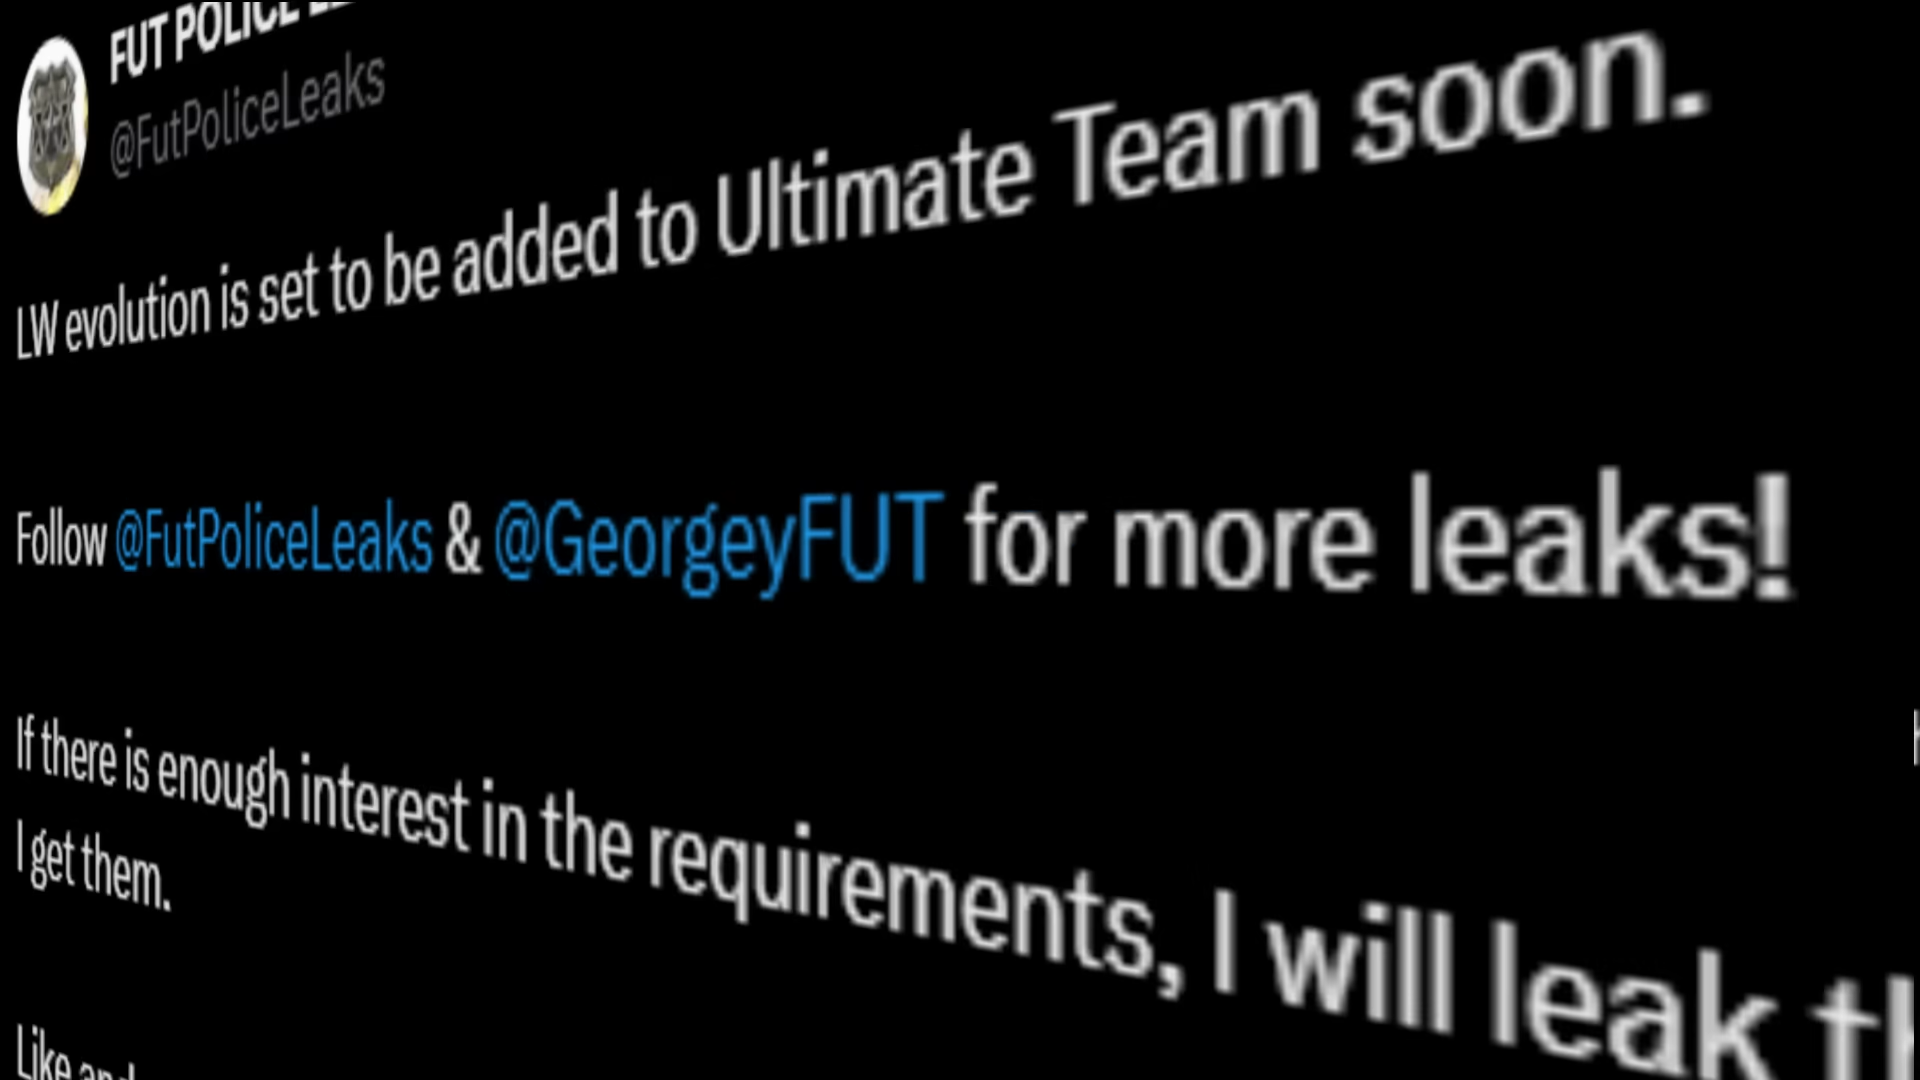 FUT POLICE
@FutPoliceLeaks
LW evolution is set to be added to Ultimate Team soon.
Follow @FutPoliceLeaks & @GeorgeyFUT for more leaks!
If there is enough interest in the requirements, I will leak
I get them.
Like and